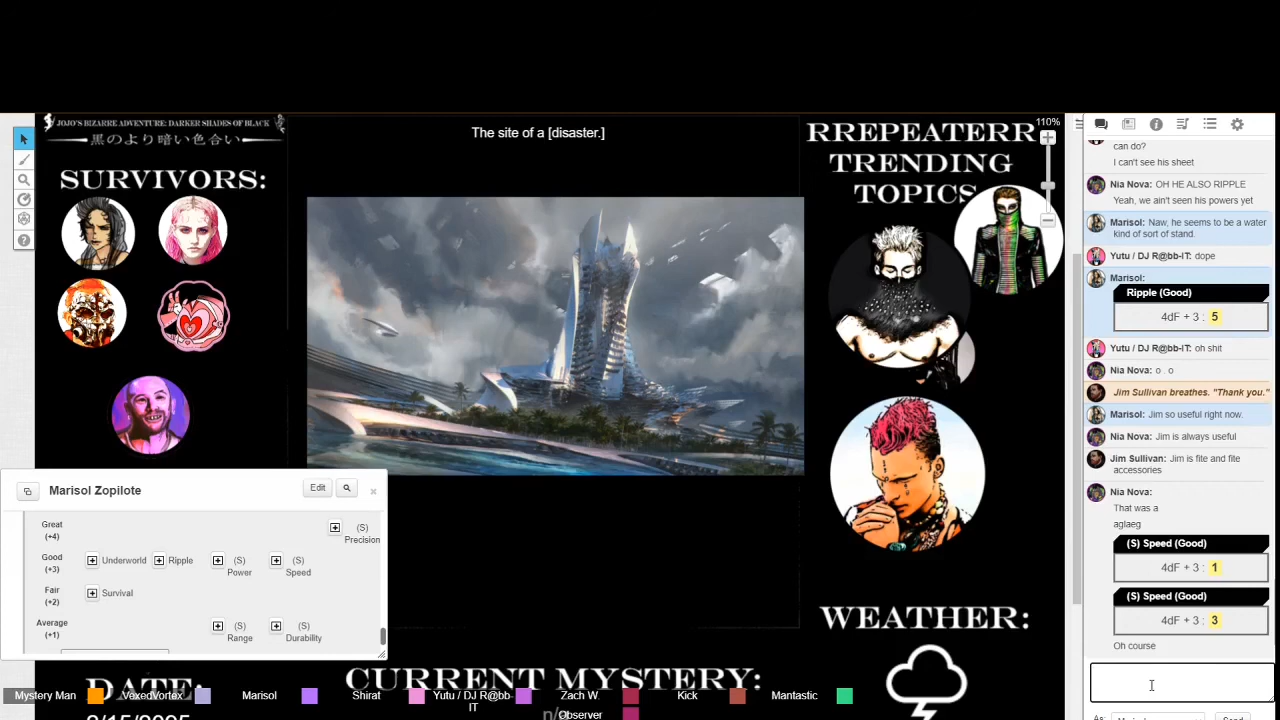 JOJO'S BIZARRE ADVENTURE: DARKER SHADES OF BLACK
黒のより暗い色合い
SURVIVORS:
The site of a [disaster.]
RREPEATERR
TRENDING
TOPICS
110%
WEATHER:
CURRENT MYSTERY:
n/
DATE:
Marisol Zopilote
Edit
×
Great
(+4)
(S)
Precision
Good
(+3)
Underworld
Ripple
(S)
Power
(S)
Speed
Fair
(+2)
Survival
Average
(+1)
(S)
Range
(S)
Durability
Mystery Man
VoxedVortex
Marisol
Shirat
Yutu / DJ R@bb-
IT
Zach W.
Kick
Mantastic
Observer
can do?
I can't see his sheet
Nia Nova: OH HE ALSO RIPPLE
Yeah, we ain't seen his powers yet
Marisol: Naw, he seems to be a water
kind of sort of stand.
Yutu / DJ R@bb-IT: dope
Marisol:
Ripple (Good)
4dF + 3 : 5
Yutu / DJ R@bb-IT: oh shit
Nia Nova: o . o
Jim Sullivan breathes. "Thank you."
Marisol: Jim so useful right now.
Nia Nova: Jim is always useful
Jim Sullivan: Jim is fite and fite
accessories
Nia Nova:
That was a
aglaeg
(S) Speed (Good)
4dF + 3 : 1
(S) Speed (Good)
4dF + 3 : 3
Oh course
As:
Send